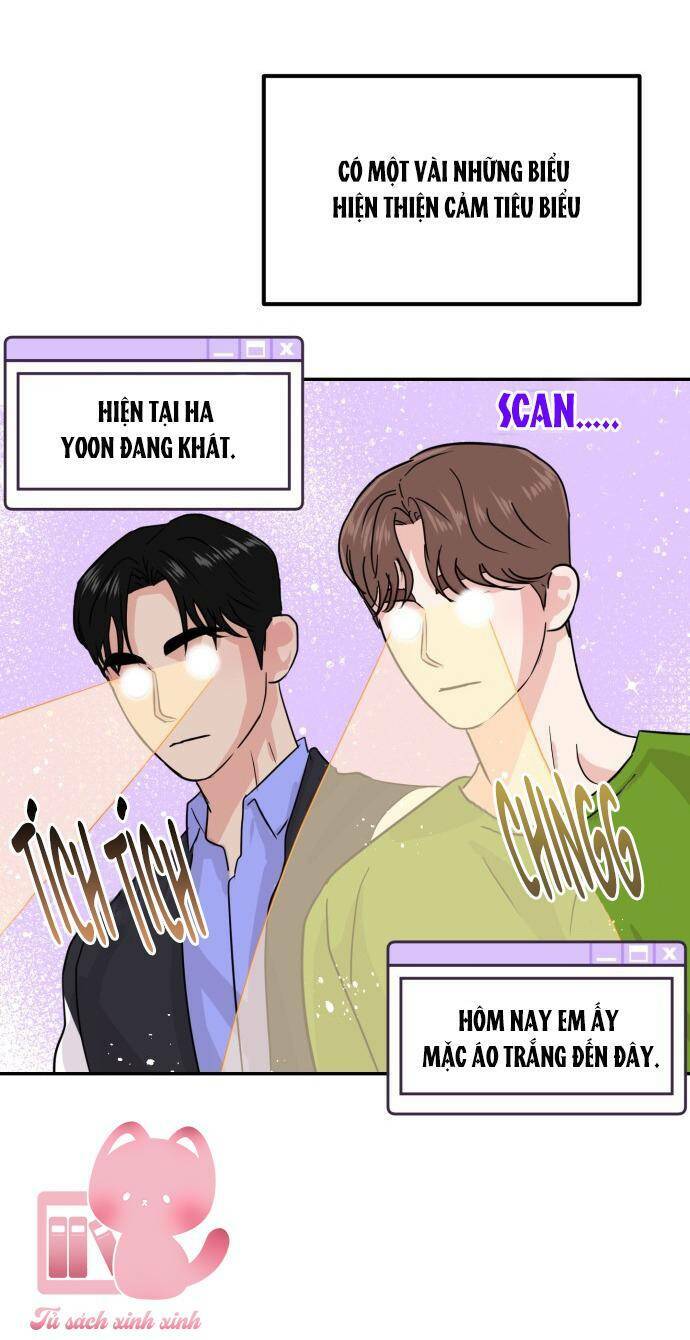 CÓ MỘT VÀI NHỮNG BIỂU
HIỆN THIỆN CẢM TIÊU BIỂU
HIỆN TẠI HA
YOON ĐANG KHÁT.
SCAN.....
TÍCH TÍCH
CHINGG
HÔM NAY EM ẤY
MẶC ÁO TRẮNG ĐẾN ĐÂY.
Tủ sách xinh xinh